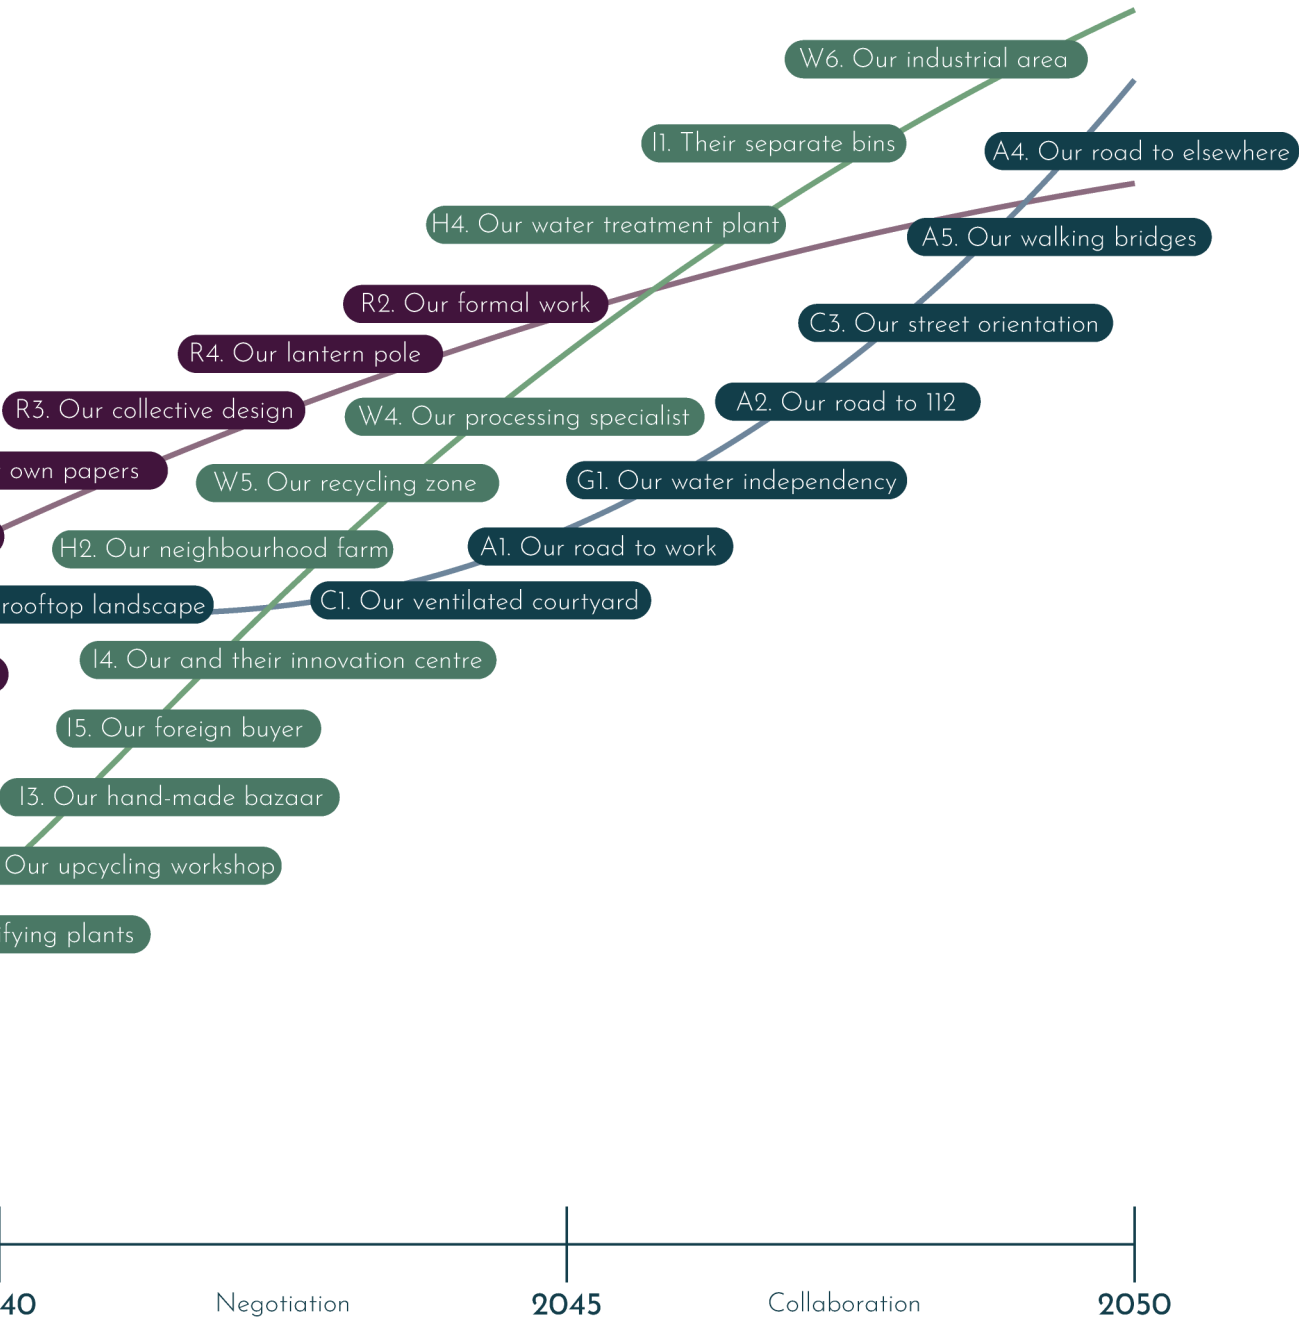 W6. Our industrial area
I1. Their separate bins
A4. Our road to elsewhere
H4. Our water treatment plant
A5. Our walking bridges
R2. Our formal work
C3. Our street orientation
R4. Our lantern pole
A2. Our road to 112
R3. Our collective design
W4. Our processing specialist
own papers
W5. Our recycling zone
G1. Our water independency
H2. Our neighbourhood farm
A1. Our road to work
rooftop landscape
C1. Our ventilated courtyard
I4. Our and their innovation centre
I5. Our foreign buyer
I3. Our hand-made bazaar
Our upcycling workshop
ifying plants
40
Negotiation
2045
Collaboration
2050